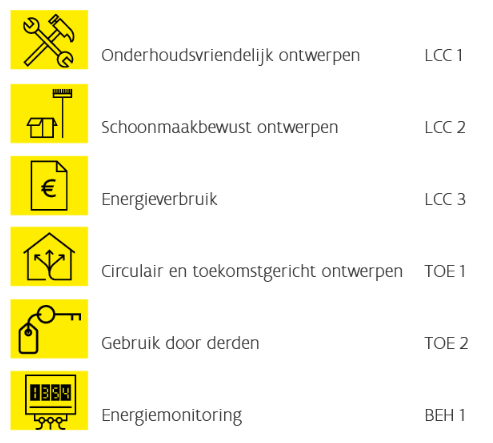 Onderhoudsvriendelijk ontwerpen LCC 1
Schoonmaakbewust ontwerpen LCC 2
€
Energieverbruik LCC 3
Circulair en toekomstgericht ontwerpen TOE 1
Gebruik door derden TOE 2
1334
Energiemonitoring BEH 1